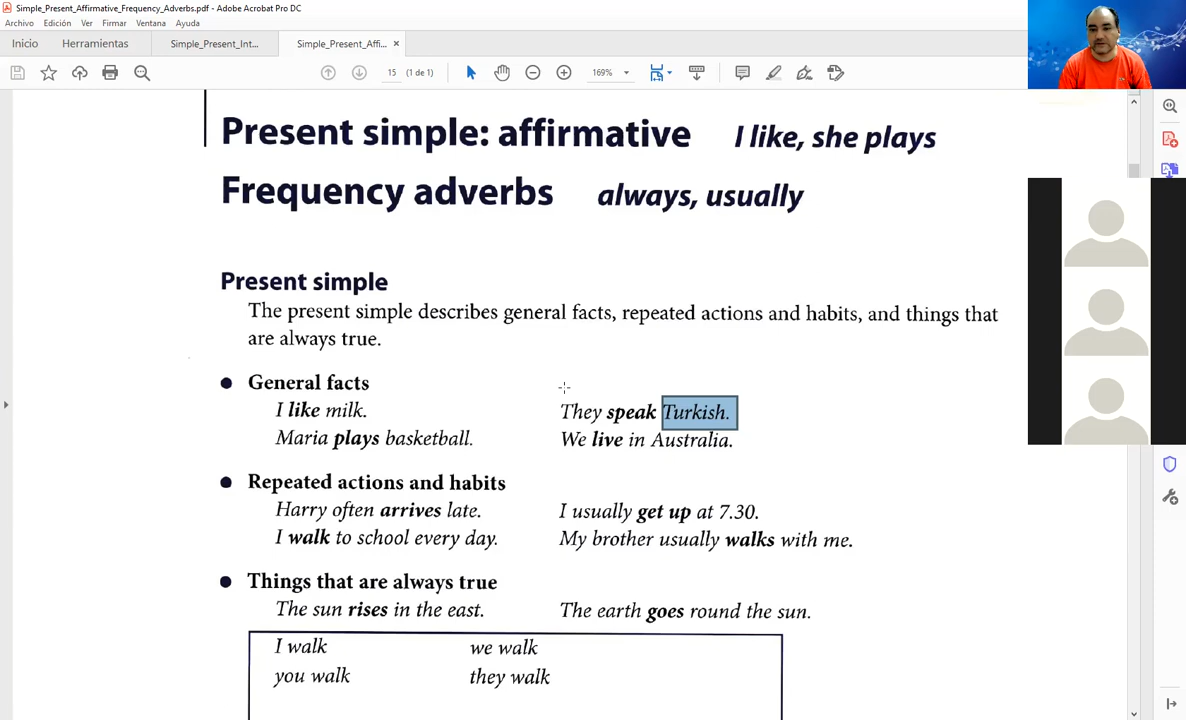 Simple_Present_Affirmative_Frequency_Adverbs.pdf - Adobe Acrobat Pro DC
Archivo Edición Ver Firmar Ventana Ayuda
Inicio Herramientas Simple_Present_Int... Simple_Present_Affi... ×
15 (1 de 1) 169%
Present simple: affirmative I like, she plays
Frequency adverbs always, usually
Present simple
The present simple describes general facts, repeated actions and habits, and things that
are always true.
● General facts
I like milk. They speak Turkish.
Maria plays basketball. We live in Australia.
● Repeated actions and habits
Harry often arrives late. I usually get up at 7.30.
I walk to school every day. My brother usually walks with me.
● Things that are always true
The sun rises in the east. The earth goes round the sun.
I walk we walk
you walk they walk